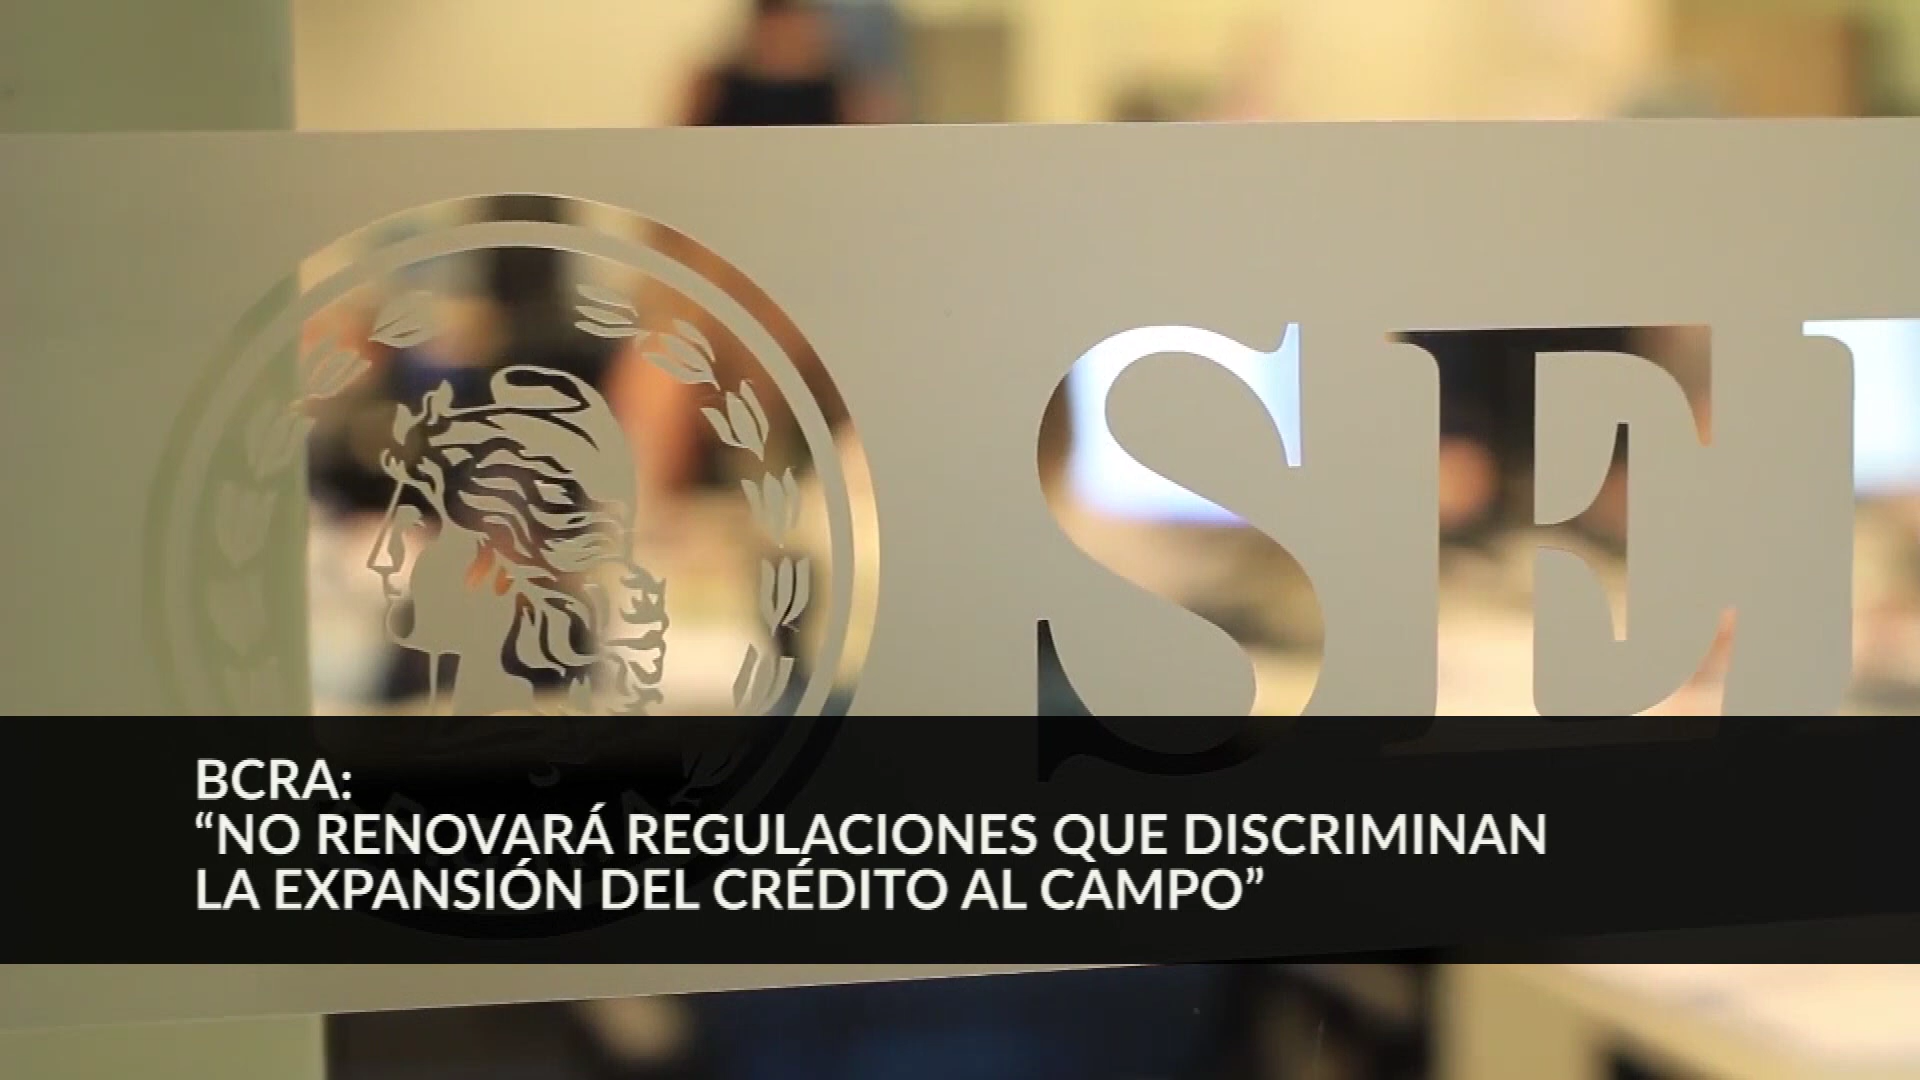 SE
BCRA:
“NO RENOVARÁ REGULACIONES QUE DISCRIMINAN
LA EXPANSIÓN DEL CRÉDITO AL CAMPO”